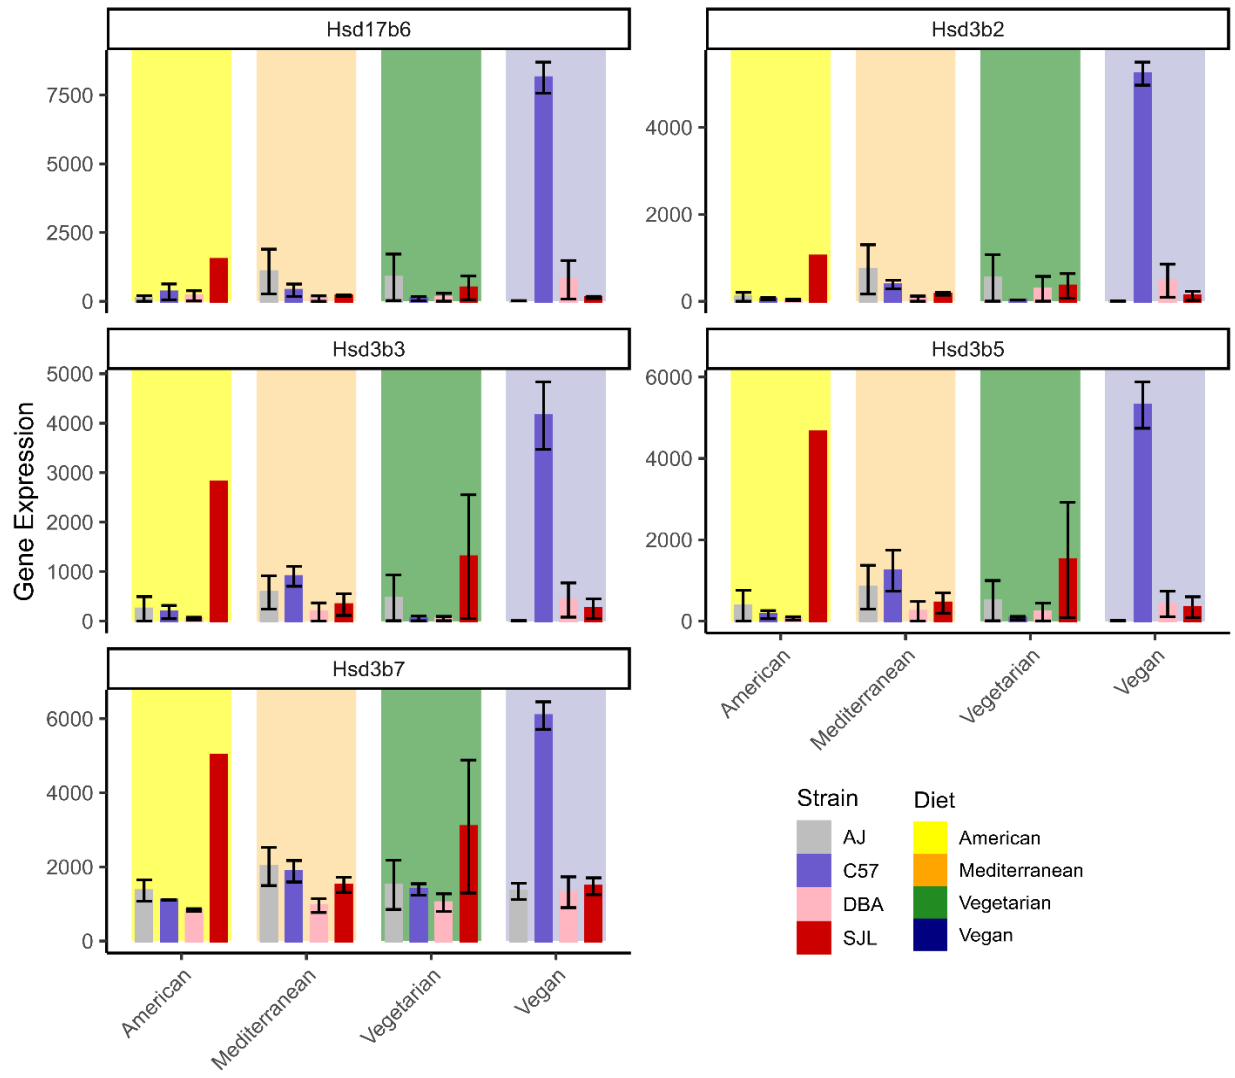 Hsd17b6
Hsd3b2
7500
5000
2500
0
4000
2000
0
Hsd3b3
Hsd3b5
Gene Expression
5000
4000
3000
2000
1000
0
6000
4000
2000
0
American
Mediterranean
Vegetarian
Vegan
Hsd3b7
6000
4000
2000
0
American
Mediterranean
Vegetarian
Vegan
Strain
AJ
C57
DBA
SJL
Diet
American
Mediterranean
Vegetarian
Vegan